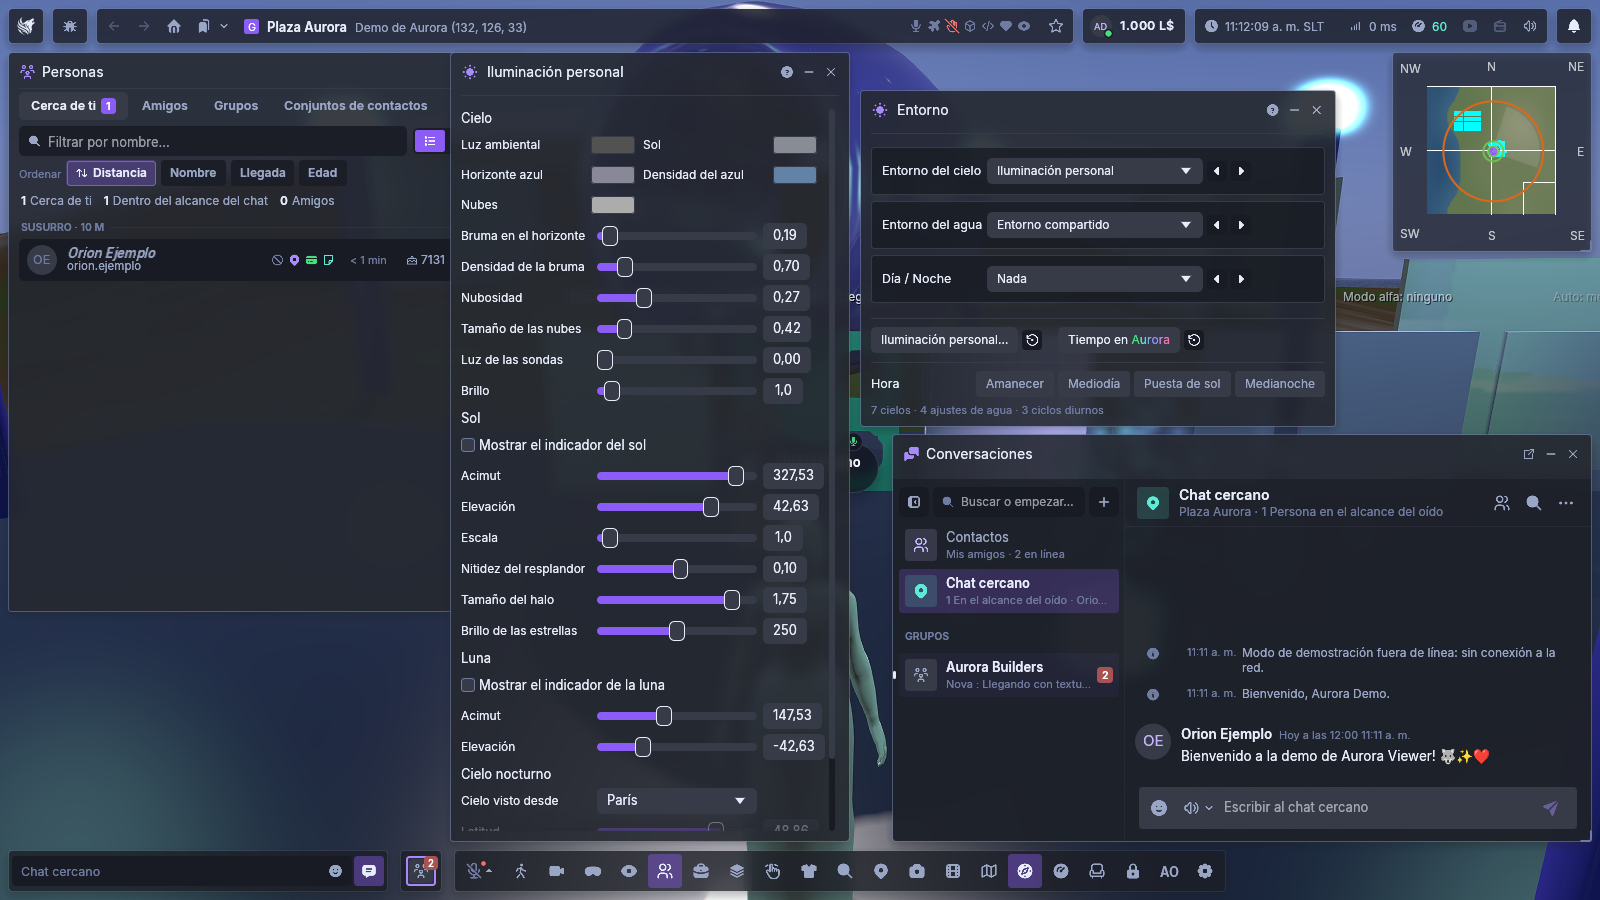 Plaza Aurora Demo de Aurora (132, 126, 33)
AD 1.000 L$
11:12:09 a. m. SLT 0 ms 60
Personas
Cerca de ti 1 Amigos Grupos Conjuntos de contactos
Filtrar por nombre...
Ordenar Distancia Nombre Llegada Edad
1 Cerca de ti 1 Dentro del alcance del chat 0 Amigos
SUSURRO · 10 M
OE Orion Ejemplo
orion.ejemplo
< 1 min 7131
Iluminación personal
Cielo
Luz ambiental Sol
Horizonte azul Densidad del azul
Nubes
Bruma en el horizonte 0,19
Densidad de la bruma 0,70
Nubosidad 0,27
Tamaño de las nubes 0,42
Luz de las sondas 0,00
Brillo 1,0
Sol
Mostrar el indicador del sol
Acimut 327,53
Elevación 42,63
Escala 1,0
Nitidez del resplandor 0,10
Tamaño del halo 1,75
Brillo de las estrellas 250
Luna
Mostrar el indicador de la luna
Acimut 147,53
Elevación -42,63
Cielo nocturno
Cielo visto desde París
Latitud 48,86
Entorno
Entorno del cielo Iluminación personal
Entorno del agua Entorno compartido
Día / Noche Nada
Iluminación personal... Tiempo en Aurora
Hora Amanecer Mediodía Puesta de sol Medianoche
7 cielos · 4 ajustes de agua · 3 ciclos diurnos
NW N NE
W E
SW S SE
Modo alfa: ninguno
Conversaciones
Buscar o empezar...
Contactos
Mis amigos · 2 en línea
Chat cercano
1 En el alcance del oído · Orio...
GRUPOS
Aurora Builders
Nova : Llegando con textu... 2
Chat cercano
Plaza Aurora · 1 Persona en el alcance del oído
11:11 a. m. Modo de demostración fuera de línea: sin conexión a la
red.
11:11 a. m. Bienvenido, Aurora Demo.
OE Orion Ejemplo Hoy a las 12:00 11:11 a. m.
Bienvenido a la demo de Aurora Viewer! 🐺✨❤️
Escribir al chat cercano
Chat cercano
2
AO